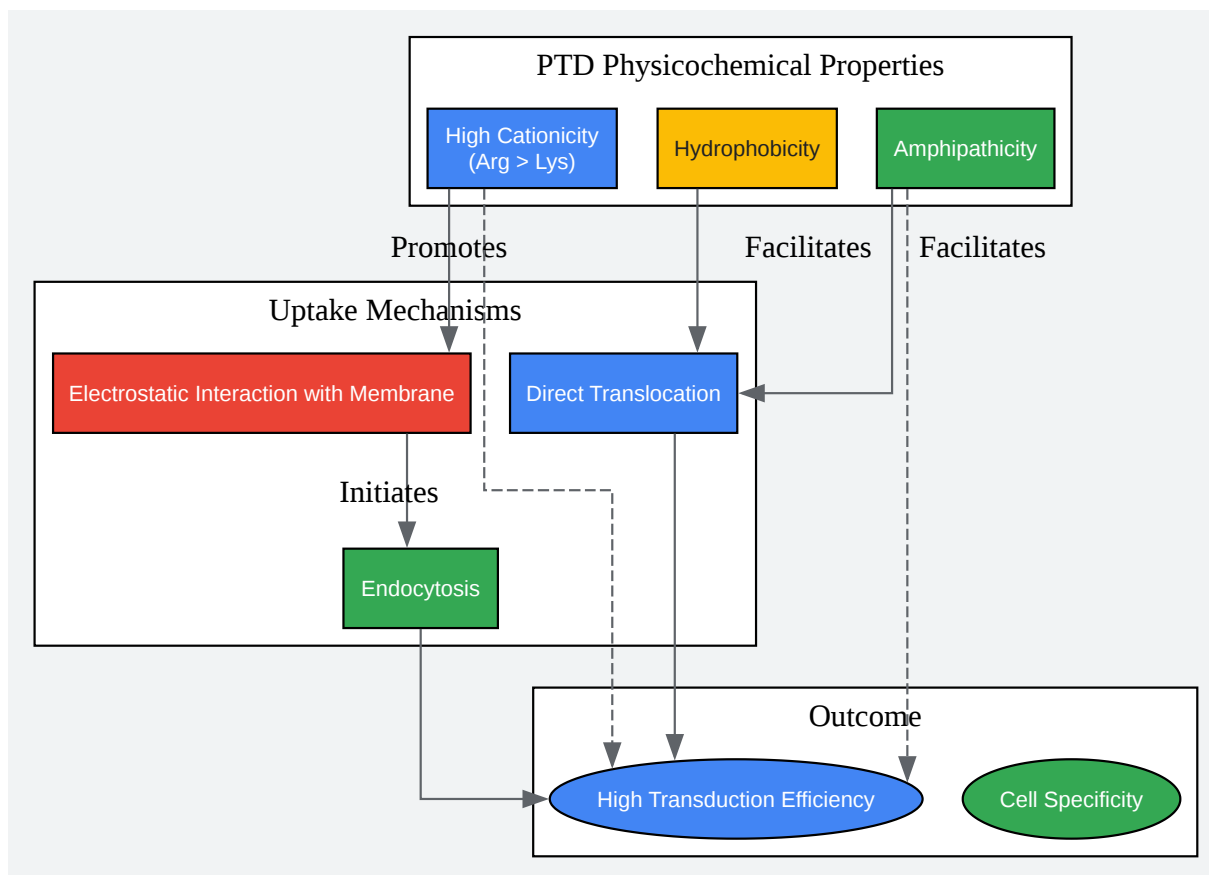 PTD Physicochemical Properties
High Cationicity
(Arg > Lys)
Hydrophobicity
Amphipathicity
Promotes
Facilitates
Facilitates
Uptake Mechanisms
Electrostatic Interaction with Membrane
Direct Translocation
Initiates
Endocytosis
Outcome
High Transduction Efficiency
Cell Specificity